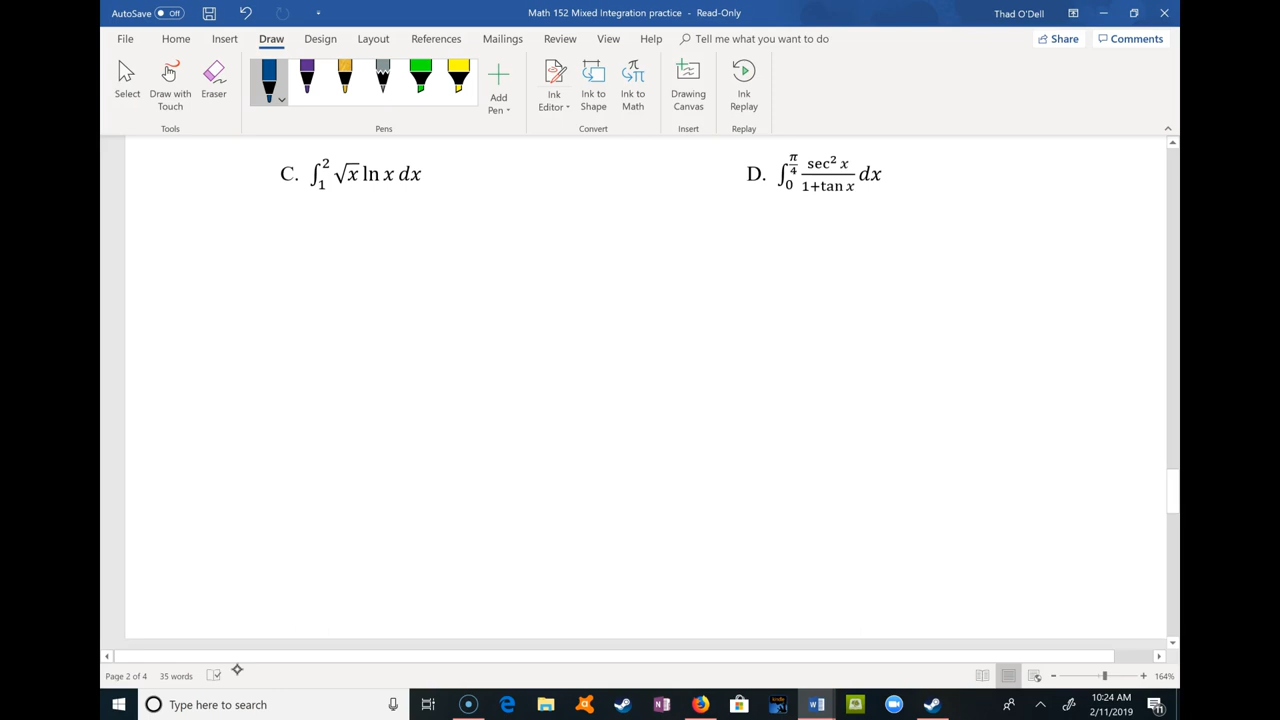 AutoSave Off Math 152 Mixed Integration practice - Read-Only Thad O'Dell
File Home Insert Draw Design Layout References Mailings Review View Help Tell me what you want to do Share Comments
Select Draw with Touch Eraser Add Pen Ink Editor Ink to Shape Ink to Math Drawing Canvas Ink Replay
Tools Pens Convert Insert Replay
C. ∫₁² √x ln x dx D. ∫₀^(π/4) sec² x / (1+tan x) dx
Page 2 of 4 35 words 164%
Type here to search 10:24 AM
2/11/2019 11